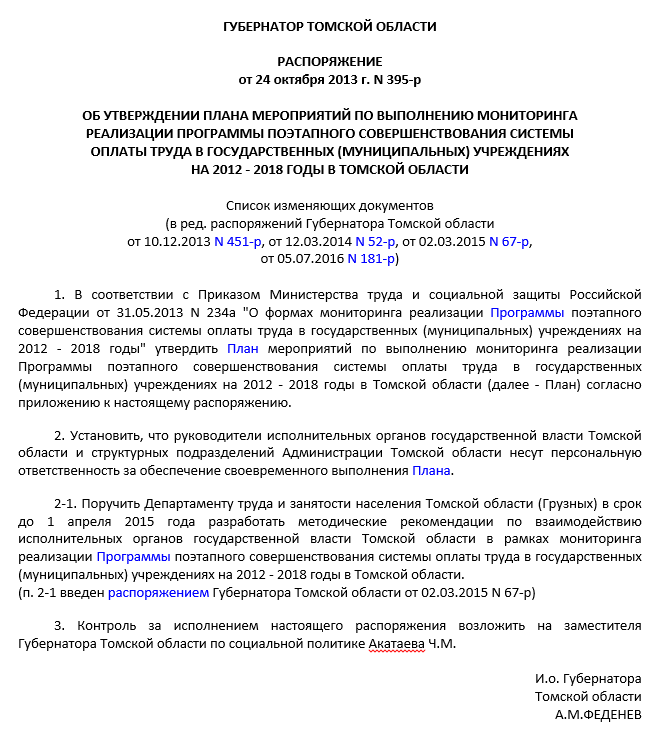 ГУБЕРНАТОР ТОМСКОЙ ОБЛАСТИ
РАСПОРЯЖЕНИЕ
от 24 октября 2013 г. N 395-р
ОБ УТВЕРЖДЕНИИ ПЛАНА МЕРОПРИЯТИЙ ПО ВЫПОЛНЕНИЮ МОНИТОРИНГА
РЕАЛИЗАЦИИ ПРОГРАММЫ ПОЭТАПНОГО СОВЕРШЕНСТВОВАНИЯ СИСТЕМЫ
ОПЛАТЫ ТРУДА В ГОСУДАРСТВЕННЫХ (МУНИЦИПАЛЬНЫХ) УЧРЕЖДЕНИЯХ
НА 2012 - 2018 ГОДЫ В ТОМСКОЙ ОБЛАСТИ
Список изменяющих документов
(в ред. распоряжений Губернатора Томской области
от 10.12.2013 N 451-р, от 12.03.2014 N 52-р, от 02.03.2015 N 67-р,
от 05.07.2016 N 181-р)
1. В соответствии с Приказом Министерства труда и социальной защиты Российской
Федерации от 31.05.2013 N 234а "О формах мониторинга реализации Программы поэтапного
совершенствования системы оплаты труда в государственных (муниципальных) учреждениях на
2012 - 2018 годы" утвердить План мероприятий по выполнению мониторинга реализации
Программы поэтапного совершенствования системы оплаты труда в государственных
(муниципальных) учреждениях на 2012 - 2018 годы в Томской области (далее - План) согласно
приложению к настоящему распоряжению.
2. Установить, что руководители исполнительных органов государственной власти Томской
области и структурных подразделений Администрации Томской области несут персональную
ответственность за обеспечение своевременного выполнения Плана.
2-1. Поручить Департаменту труда и занятости населения Томской области (Грузных) в срок
до 1 апреля 2015 года разработать методические рекомендации по взаимодействию
исполнительных органов государственной власти Томской области в рамках мониторинга
реализации Программы поэтапного совершенствования системы оплаты труда в государственных
(муниципальных) учреждениях на 2012 - 2018 годы в Томской области.
(п. 2-1 введен распоряжением Губернатора Томской области от 02.03.2015 N 67-р)
3. Контроль за исполнением настоящего распоряжения возложить на заместителя
Губернатора Томской области по социальной политике Акатаева Ч.М.
И.о. Губернатора
Томской области
А.М.ФЕДЕНЕВ